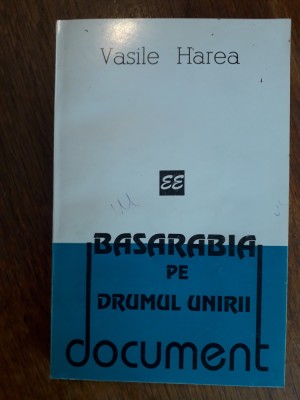 Vasile Harea
EE
BASARABIA
PE
DRUMUL UNIRII
document